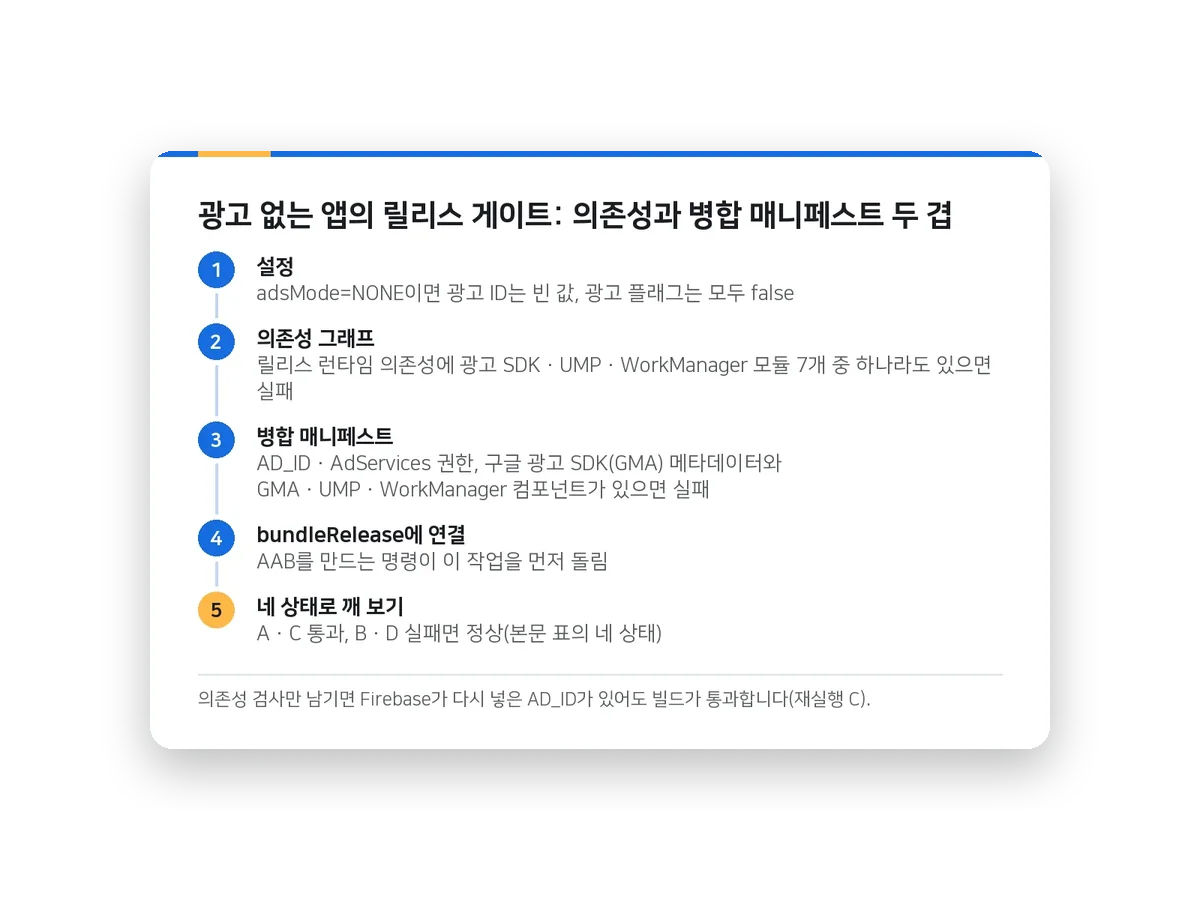 광고 없는 앱의 릴리스 게이트: 의존성과 병합 매니페스트 두 겹
1
설정
adsMode=NONE이면 광고 ID는 빈 값, 광고 플래그는 모두 false
2
의존성 그래프
릴리스 런타임 의존성에 광고 SDK · UMP · WorkManager 모듈 7개 중 하나라도 있으면
실패
3
병합 매니페스트
AD_ID · AdServices 권한, 구글 광고 SDK(GMA) 메타데이터와
GMA · UMP · WorkManager 컴포넌트가 있으면 실패
4
bundleRelease에 연결
AAB를 만드는 명령이 이 작업을 먼저 돌림
5
네 상태로 깨 보기
A · C 통과, B · D 실패면 정상(본문 표의 네 상태)
의존성 검사만 남기면 Firebase가 다시 넣은 AD_ID가 있어도 빌드가 통과합니다(재실행 C).